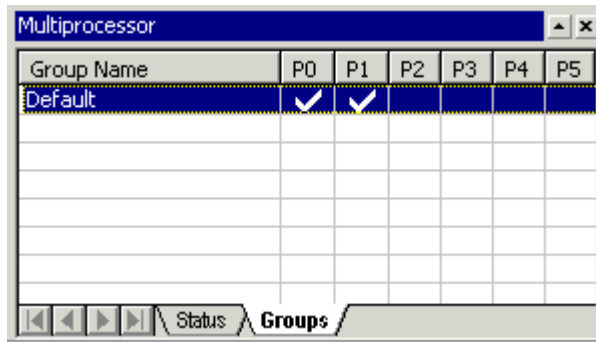 Multiprocessor
Group Name P0 P1 P2 P3 P4 P5
Default
Status Groups